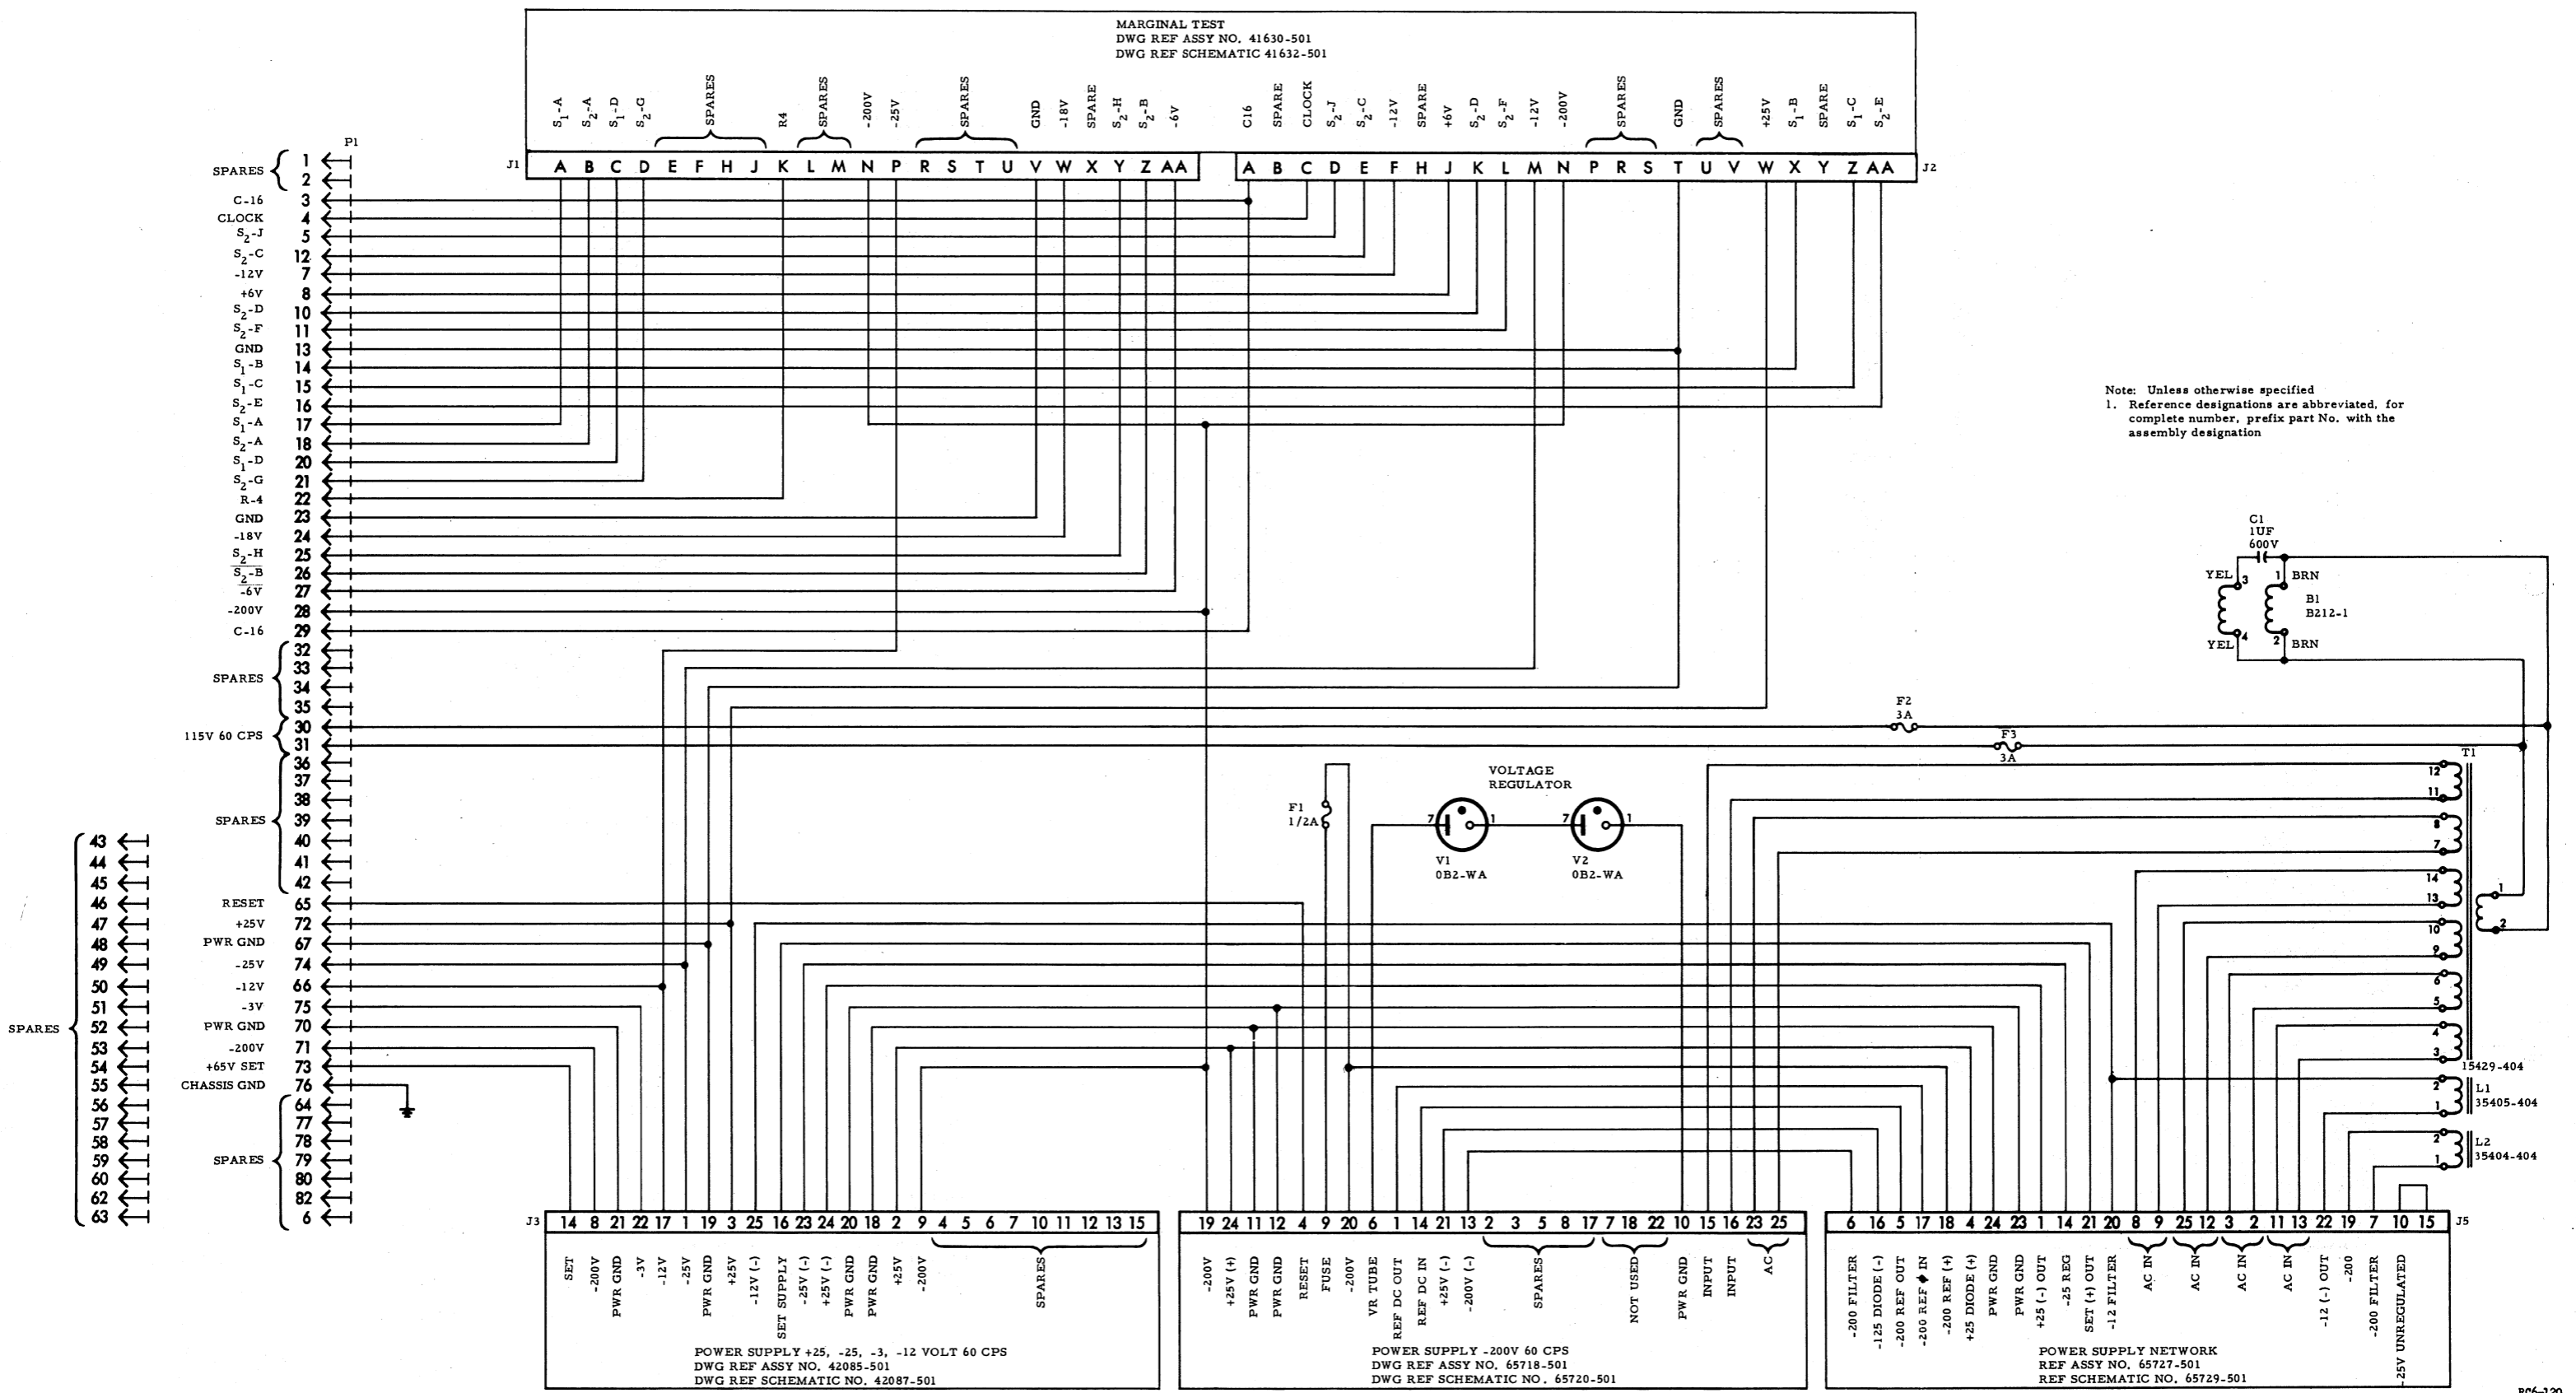 MARGINAL TEST
DWG REF ASSY NO. 41630-501
DWG REF SCHEMATIC 41632-501
S1-A
S2-A
S1-D
S2-G
SPARES
R4
SPARES
-200V
-25V
SPARES
GND
-18V
SPARE
S2-H
S2-B
-6V
C16
SPARE
CLOCK
S2-J
S2-C
-12V
SPARE
+6V
S2-D
S2-F
-12V
-200V
SPARES
GND
SPARES
+25V
S1-B
SPARE
S1-C
S2-E
J1 A B C D E F H J K L M N P R S T U V W X Y Z AA
A B C D E F H J K L M N P R S T U V W X Y Z AA J2
P1
SPARES 1
2
C-16 3
CLOCK 4
S2-J 5
S2-C 12
-12V 7
+6V 8
S2-D 10
S2-F 11
GND 13
S1-B 14
S1-C 15
S2-E 16
S1-A 17
S2-A 18
S1-D 20
S2-G 21
R-4 22
GND 23
-18V 24
S2-H 25
S2-B 26
-6V 27
-200V 28
C-16 29
32
33
SPARES 34
35
30
115V 60 CPS 31
36
37
38
SPARES 39
40
41
42
RESET 65
+25V 72
PWR GND 67
-25V 74
-12V 66
-3V 75
PWR GND 70
-200V 71
+65V SET 73
CHASSIS GND 76
64
77
78
SPARES 79
80
82
6
43
44
45
46
47
48
49
50
51
SPARES 52
53
54
55
56
57
58
59
60
62
63
Note: Unless otherwise specified
1. Reference designations are abbreviated, for
complete number, prefix part No. with the
assembly designation
C1
1UF
600V
YEL 3 1 BRN
B1
B212-1
YEL 4 2 BRN
F2
3A
F3
3A
T1
VOLTAGE
REGULATOR
F1
1/2A
7 1 7 1
V1
0B2-WA
V2
0B2-WA
12
11
8
7
14
13
10
9
6
5
4
3
1
2
15429-404
2 L1
1 35405-404
2 L2
1 35404-404
J3 14 8 21 22 17 1 19 3 25 16 23 24 20 18 2 9 4 5 6 7 10 11 12 13 15
SET
-200V
PWR GND
-3V
-12V
-25V
PWR GND
+25V
-12V (-)
SET SUPPLY
-25V (-)
+25V (-)
PWR GND
PWR GND
+25V
-200V
SPARES
POWER SUPPLY +25, -25, -3, -12 VOLT 60 CPS
DWG REF ASSY NO. 42085-501
DWG REF SCHEMATIC NO. 42087-501
19 24 11 12 4 9 20 6 1 14 21 13 2 3 5 8 17 7 18 22 10 15 16 23 25
-200V
+25V (+)
PWR GND
PWR GND
RESET
FUSE
-200V
VR TUBE
REF DC OUT
REF DC IN
+25V (-)
-200V (-)
SPARES
NOT USED
PWR GND
INPUT
INPUT
AC
POWER SUPPLY -200V 60 CPS
DWG REF ASSY NO. 65718-501
DWG REF SCHEMATIC NO. 65720-501
6 16 5 17 18 4 24 23 1 14 21 20 8 9 25 12 3 2 11 13 22 19 7 10 15 J5
-200 FILTER
-125 DIODE (-)
-200 REF OUT
-200 REF IN
-200 REF (+)
+25 DIODE (+)
PWR GND
PWR GND
+25 (-) OUT
-25 REG
SET (+) OUT
-12 FILTER
AC IN
AC IN
AC IN
AC IN
-12 (-) OUT
-200
-200 FILTER
-25V UNREGULATED
POWER SUPPLY NETWORK
REF ASSY NO. 65727-501
REF SCHEMATIC NO. 65729-501